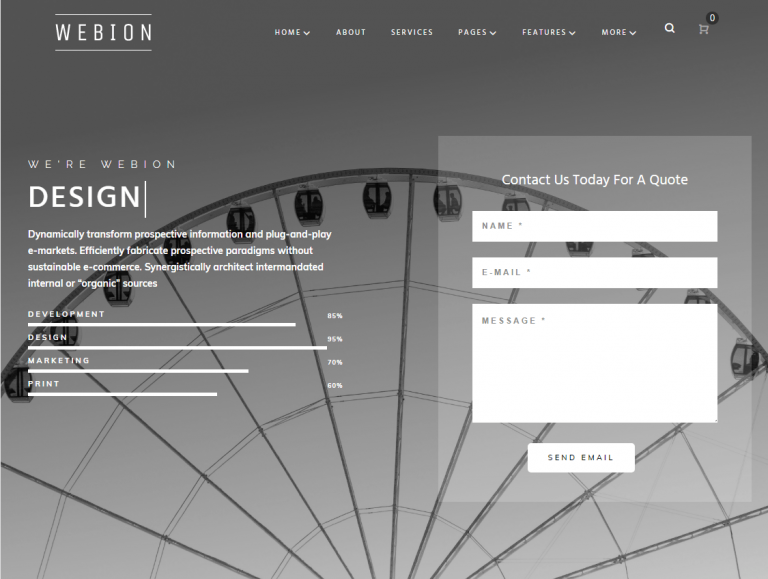 WEBION
HOME ABOUT SERVICES PAGES FEATURES MORE 0
WE'RE WEBION
DESIGN
Dynamically transform prospective information and plug-and-play
e-markets. Efficiently fabricate prospective paradigms without
sustainable e-commerce. Synergistically architect intermandated
internal or “organic” sources
DEVELOPMENT 85%
DESIGN 95%
MARKETING 70%
PRINT 60%
Contact Us Today For A Quote
NAME *
E-MAIL *
MESSAGE *
SEND EMAIL